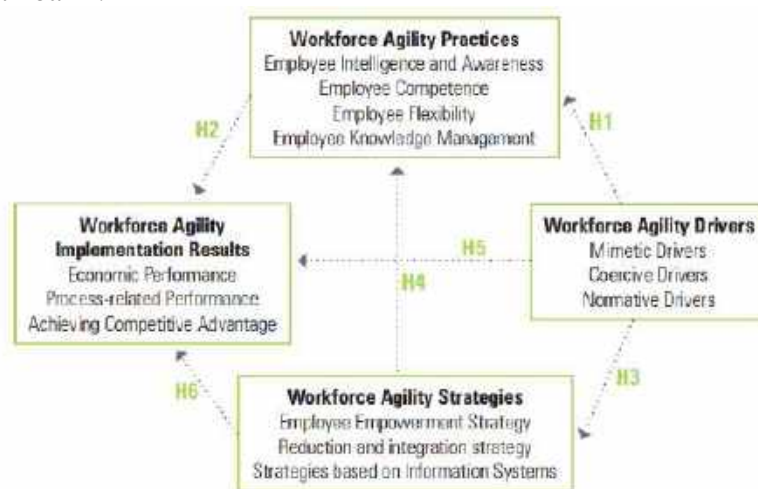 Workforce Agility Practices
Employee Intelligence and Awareness
Employee Competence
Employee Flexibility
Employee Knowledge Management
H2
H1
Workforce Agility
Implementation Results
Economic Performance
Process-related Performance
Achieving Competitive Advantage
H5
H4
Workforce Agility Drivers
Mimetic Drivers
Coercive Drivers
Normative Drivers
H6
H3
Workforce Agility Strategies
Employee Empowerment Strategy
Reduction and integration strategy
Strategies based on Information Systems